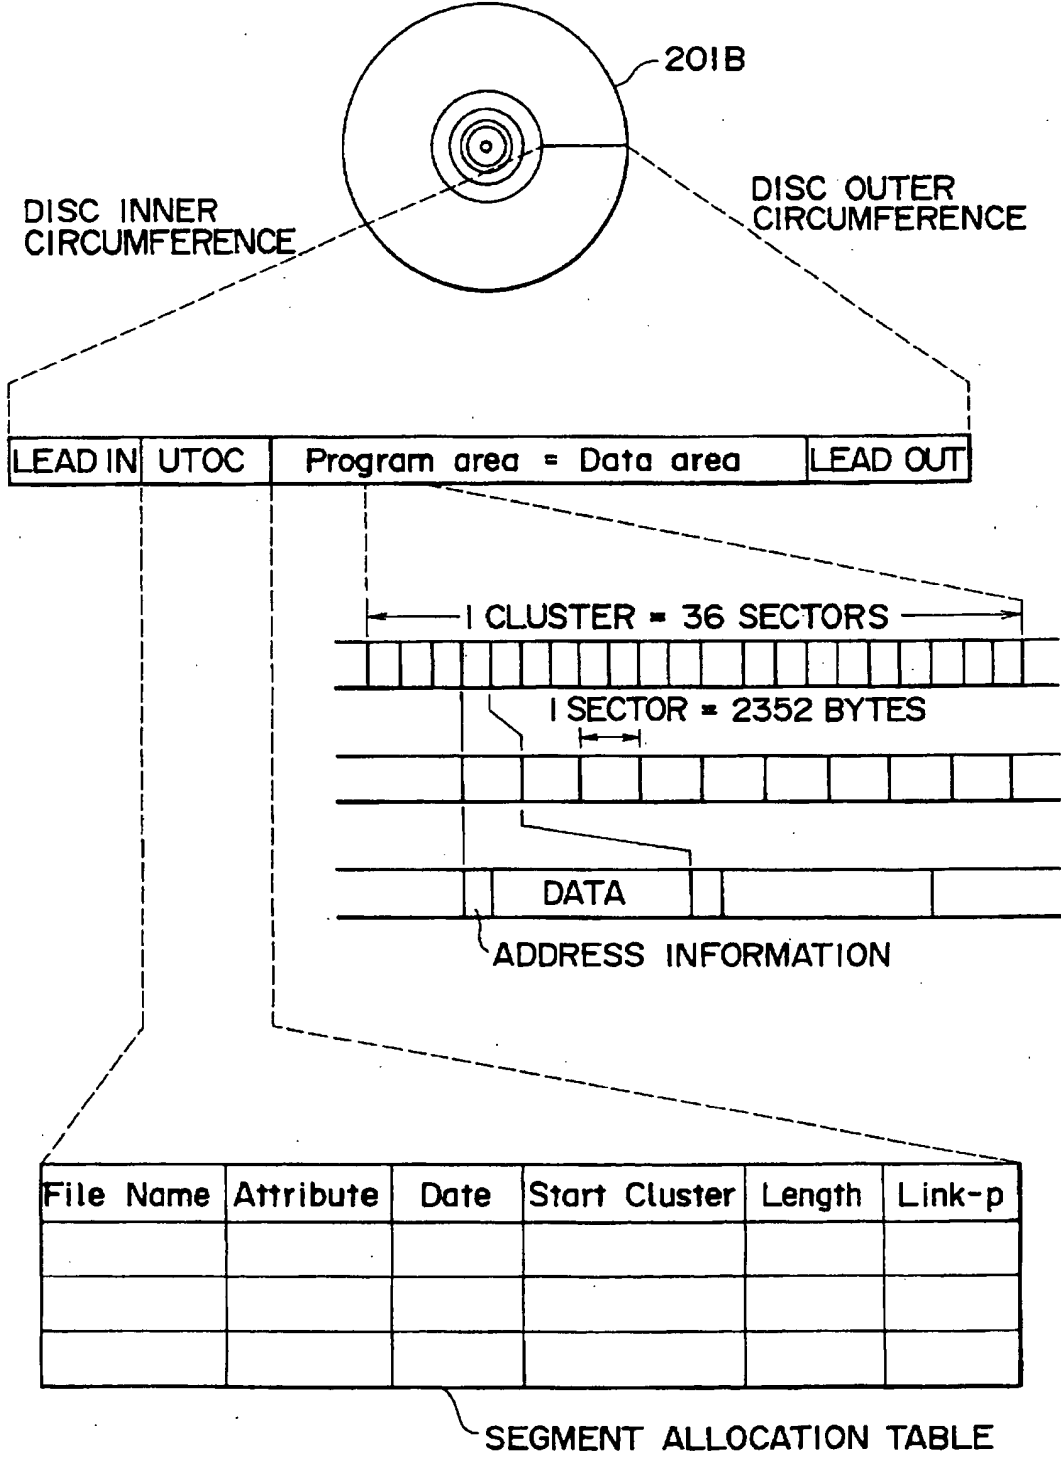 201B
DISC INNER
CIRCUMFERENCE
DISC OUTER
CIRCUMFERENCE
LEAD IN UTOC Program area = Data area LEAD OUT
1 CLUSTER = 36 SECTORS
1 SECTOR = 2352 BYTES
DATA
ADDRESS INFORMATION
File Name Attribute Date Start Cluster Length Link-p
SEGMENT ALLOCATION TABLE